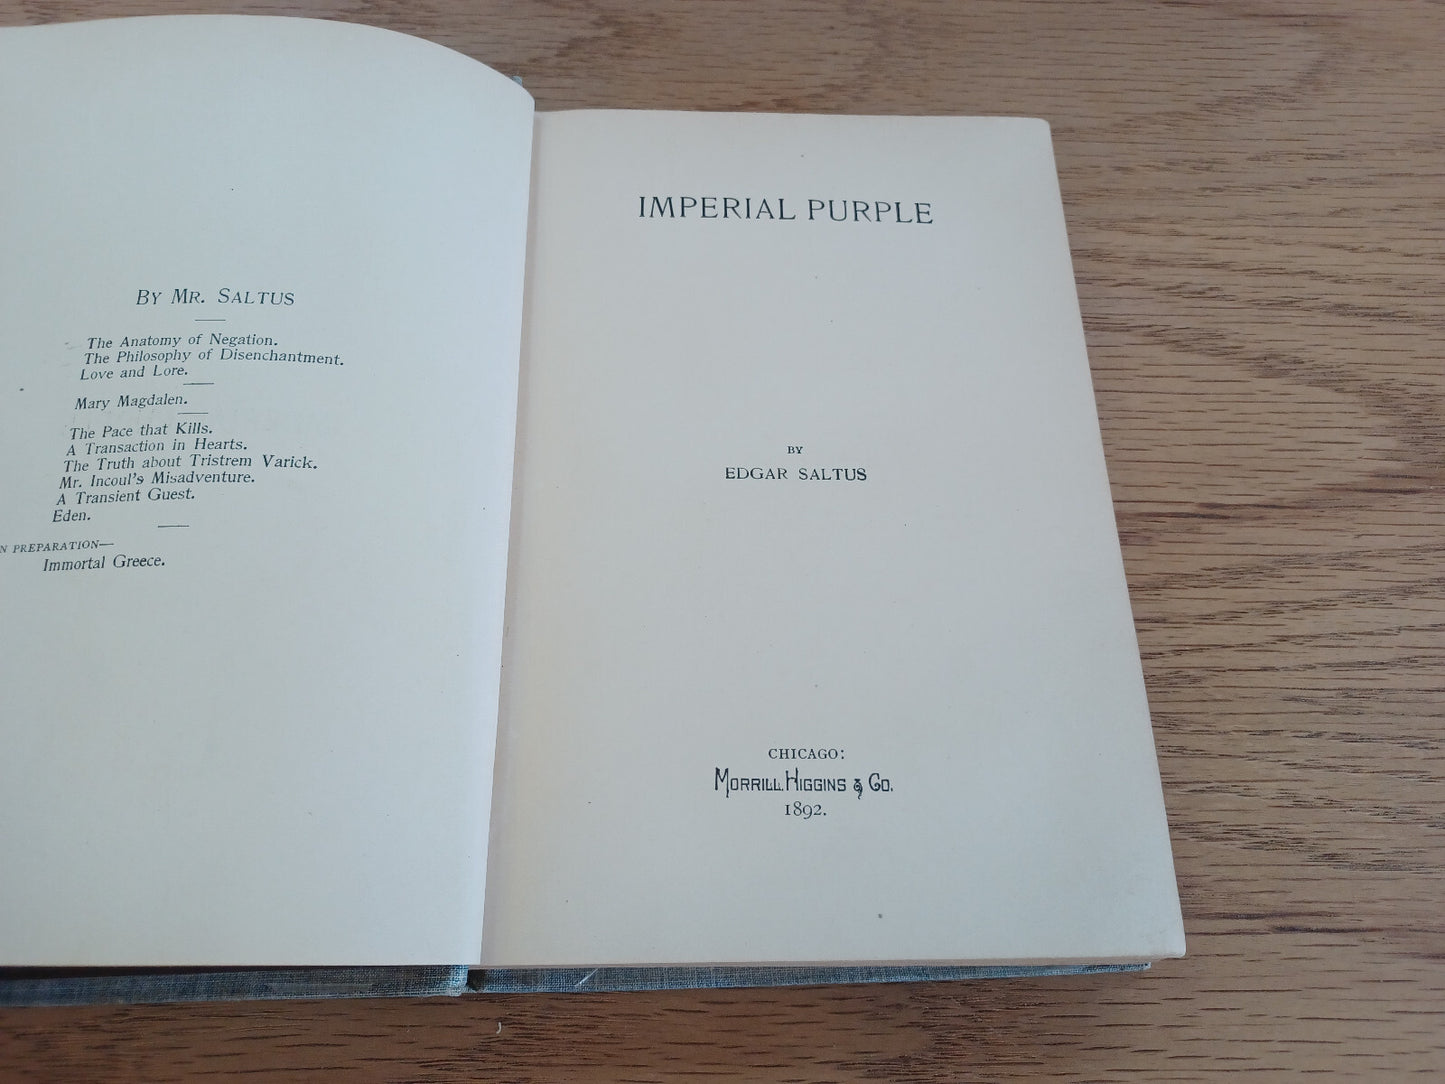 BY MR. SALTUS
The Anatomy of Negation.
The Philosophy of Disenchantment.
Love and Lore.
Mary Magdalen.
The Pace that Kills.
A Transaction in Hearts.
The Truth about Tristrem Varick.
Mr. Incoul's Misadventure.
A Transient Guest.
Eden.
N PREPARATION—
Immortal Greece.
IMPERIAL PURPLE
BY
EDGAR SALTUS
CHICAGO:
MORRILL HIGGINS & CO.
1892.